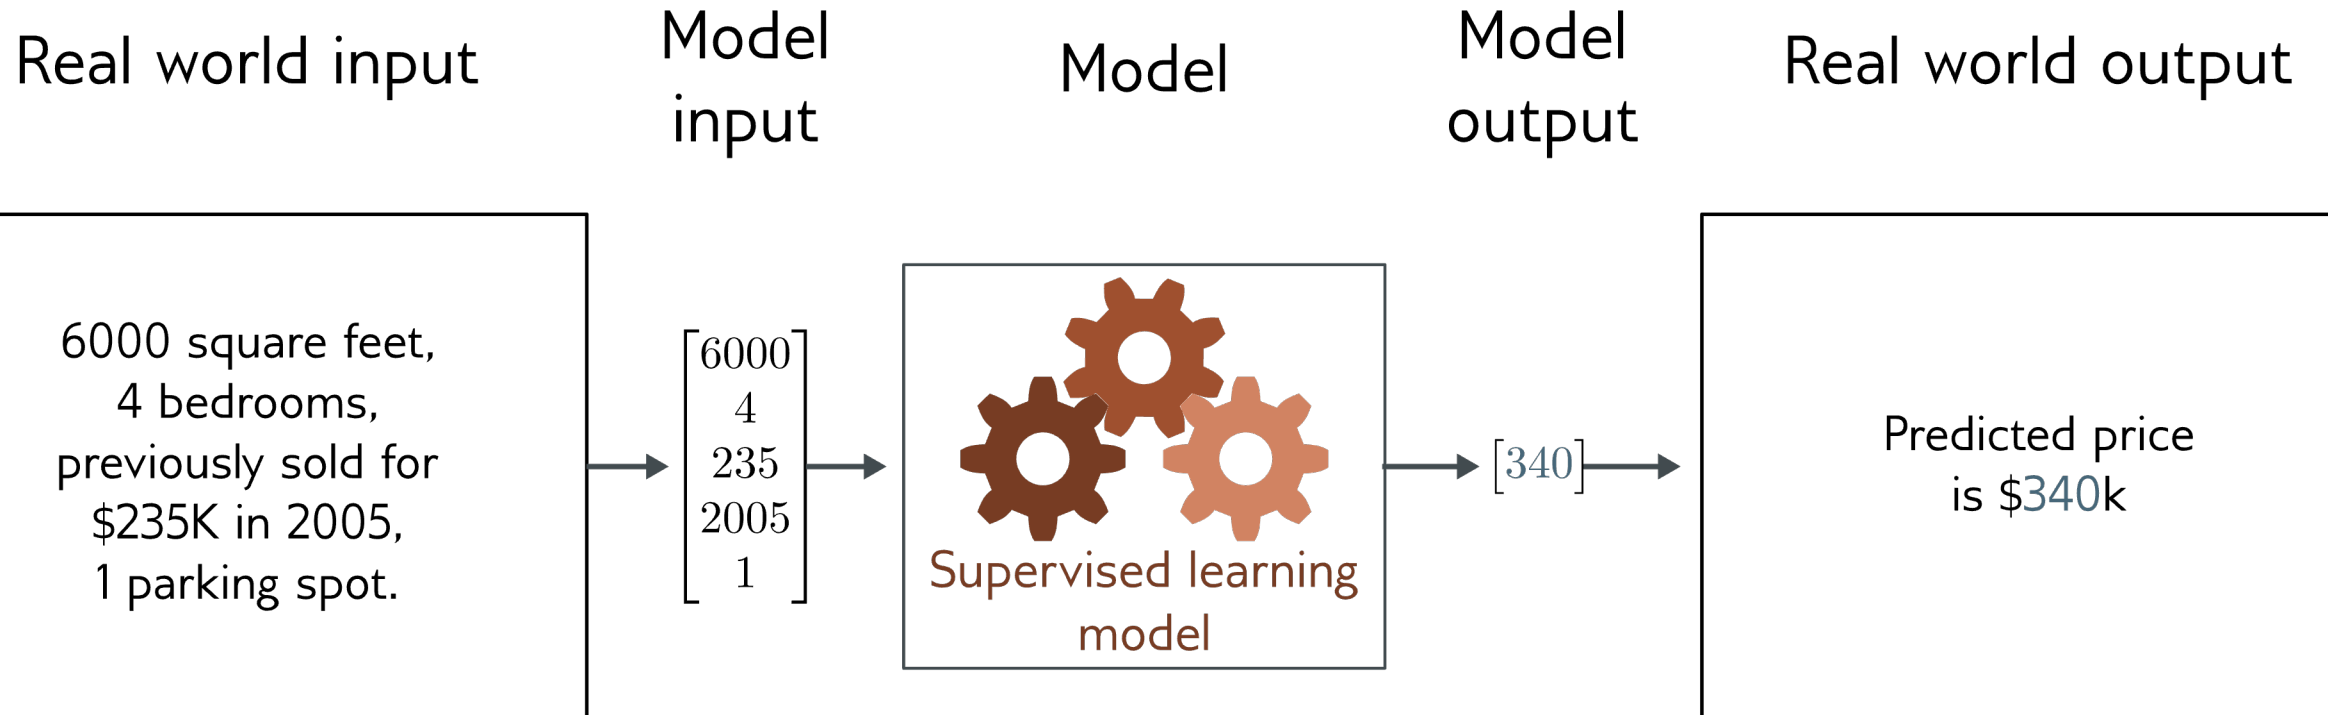 Real world input
Model
input
Model
Model
output
Real world output
6000 square feet,
4 bedrooms,
previously sold for
$235K in 2005,
1 parking spot.
6000
4
235
2005
1
Supervised learning
model
[340]
Predicted price
is $340k